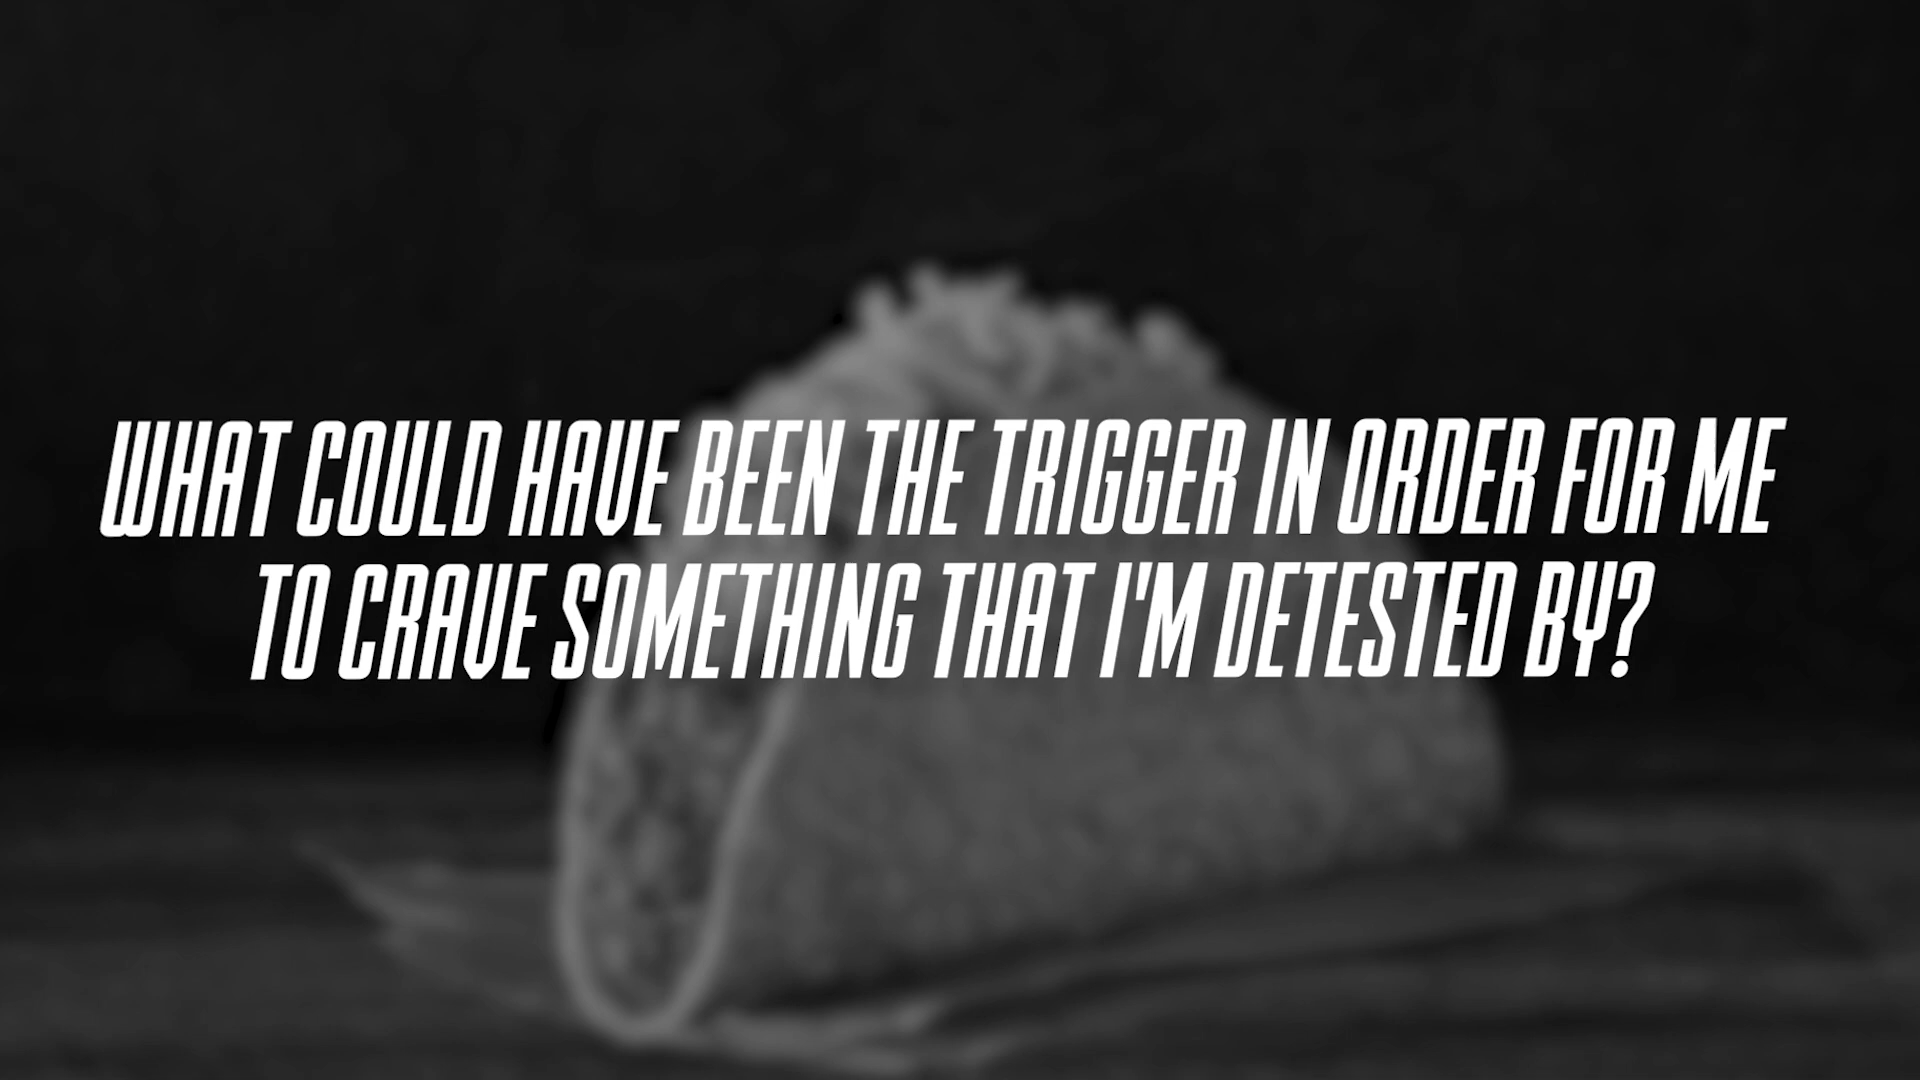 WHAT COULD HAVE BEEN THE TRIGGER IN ORDER FOR ME
TO CRAVE SOMETHING THAT I'M DETESTED BY?